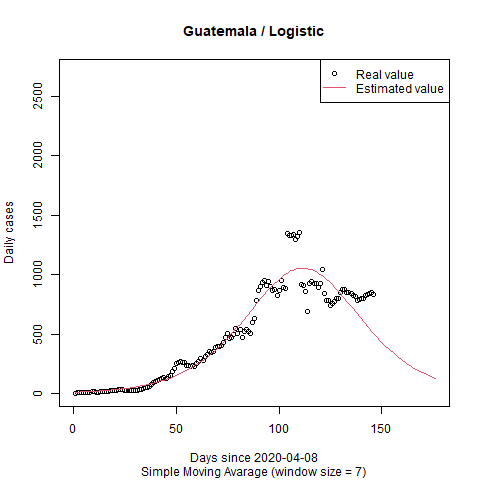 Guatemala / Logistic
Real value
Estimated value
Daily cases
2500
2000
1500
1000
500
0
0
50
100
150
Days since 2020-04-08
Simple Moving Avarage (window size = 7)